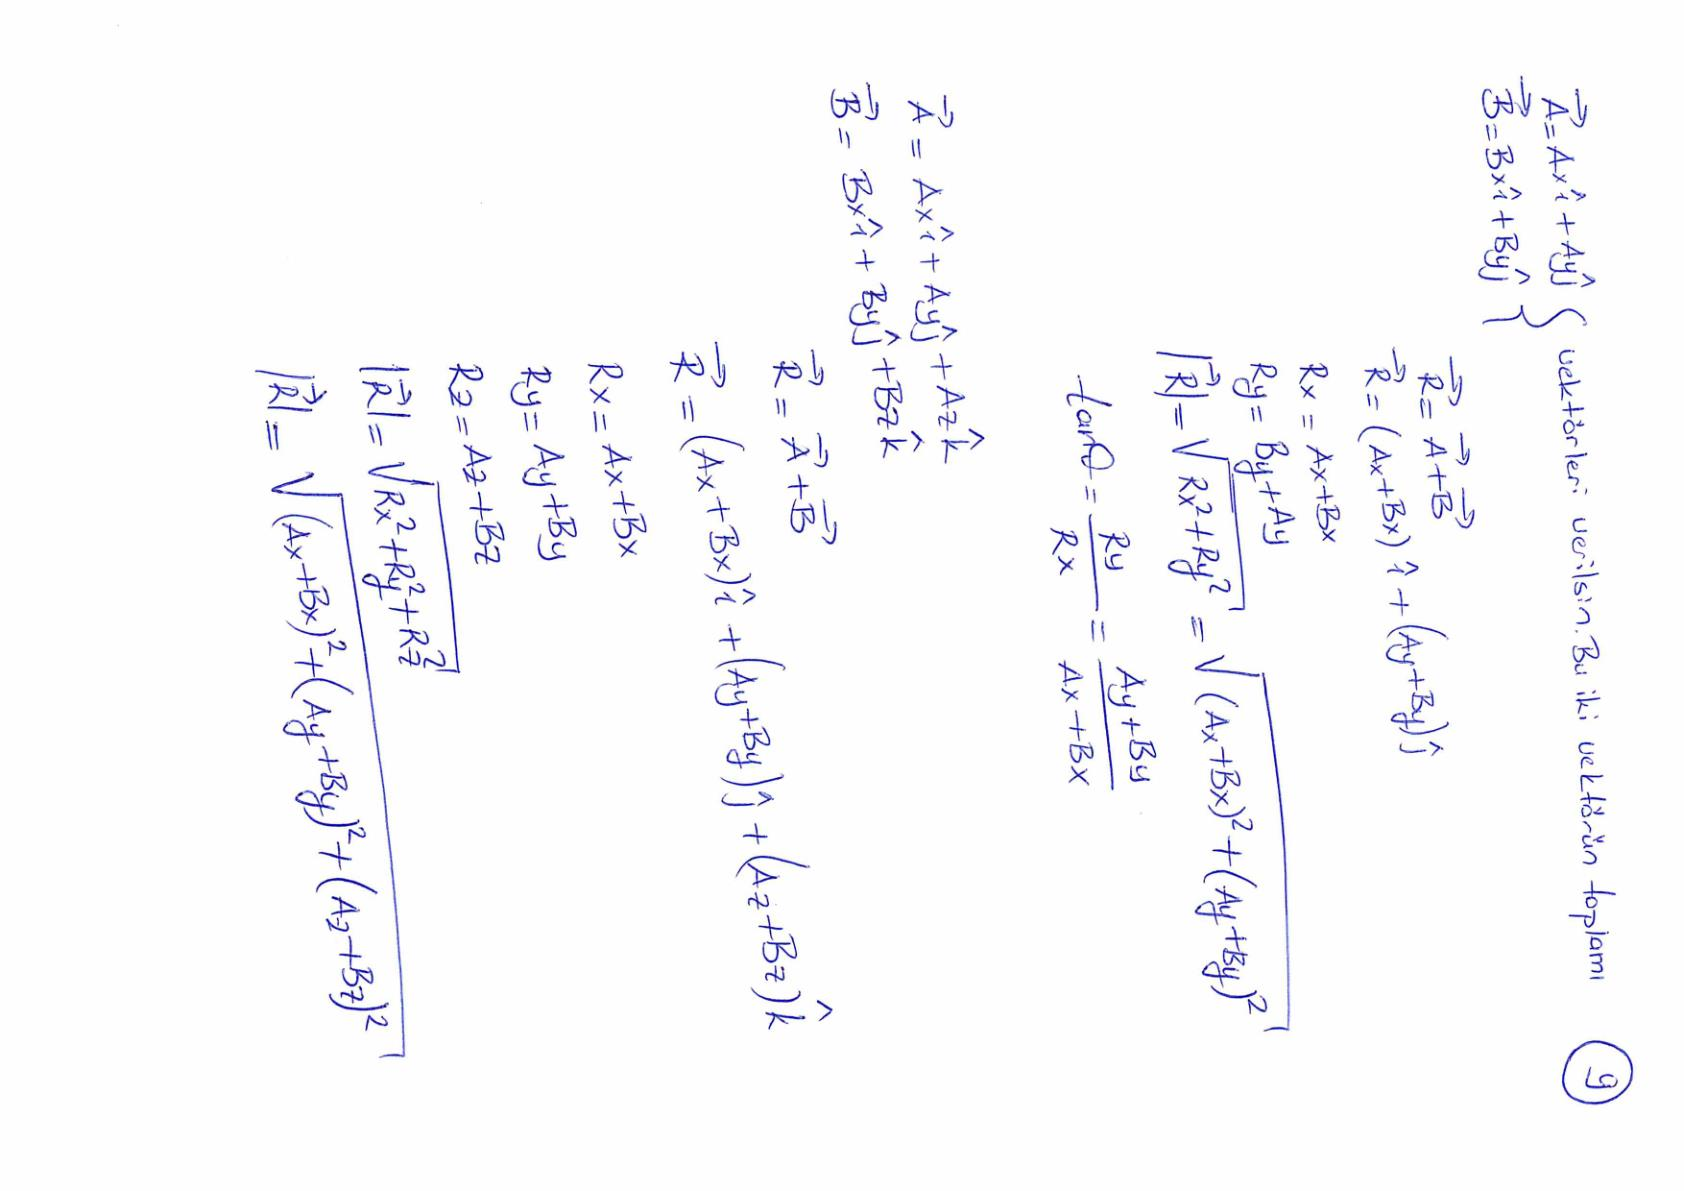 9
A⃗ = Axî + Ayĵ } vektörleri verilsin. Bu iki vektörün toplamı
B⃗ = Bxî + Byĵ
R⃗ = A⃗ + B⃗
R⃗ = (Ax+Bx)î + (Ay+By)ĵ
Rx = Ax+Bx
Ry = By+Ay
|R⃗| = √(Rx²+Ry²) = √((Ax+Bx)²+(Ay+By)²)
tanθ = Ry/Rx = (Ay+By)/(Ax+Bx)
A⃗ = Axî + Ayĵ + Azk̂
B⃗ = Bxî + Byĵ + Bzk̂
R⃗ = A⃗ + B⃗
R⃗ = (Ax+Bx)î + (Ay+By)ĵ + (Az+Bz)k̂
Rx = Ax+Bx
Ry = Ay+By
Rz = Az+Bz
|R⃗| = √(Rx²+Ry²+Rz²)
|R⃗| = √((Ax+Bx)²+(Ay+By)²+(Az+Bz)²)